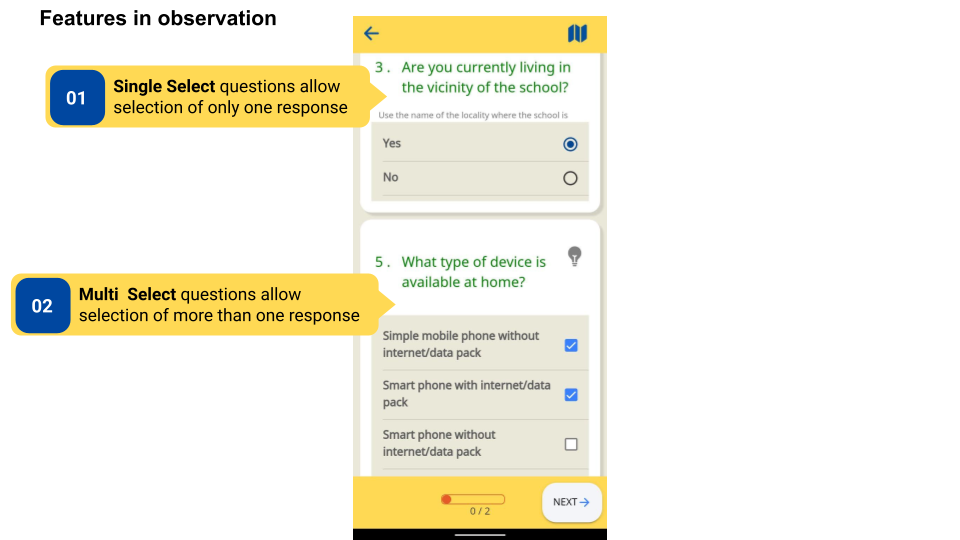 Features in observation
01
Single Select questions allow
selection of only one response
3 . Are you currently living in
the vicinity of the school?
Use the name of the locality where the school is
Yes
No
02
Multi Select questions allow
selection of more than one response
5 . What type of device is
available at home?
Simple mobile phone without
internet/data pack
Smart phone with internet/data
pack
Smart phone without
internet/data pack
0 / 2
NEXT